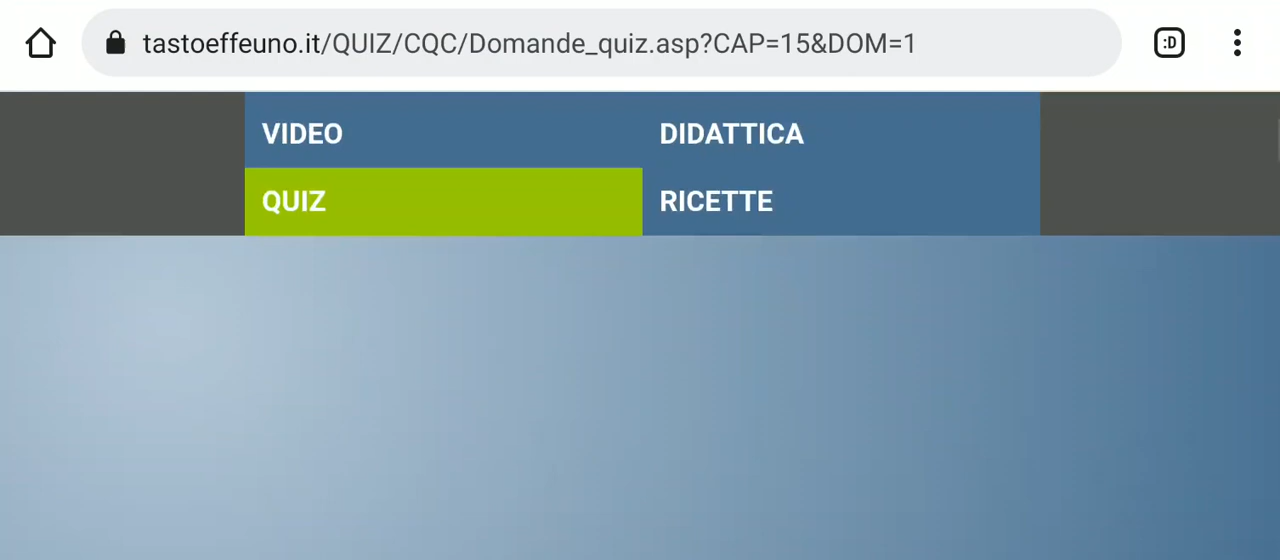 tastoeffeuno.it/QUIZ/CQC/Domande_quiz.asp?CAP=15&DOM=1
:D
VIDEO
DIDATTICA
QUIZ
RICETTE